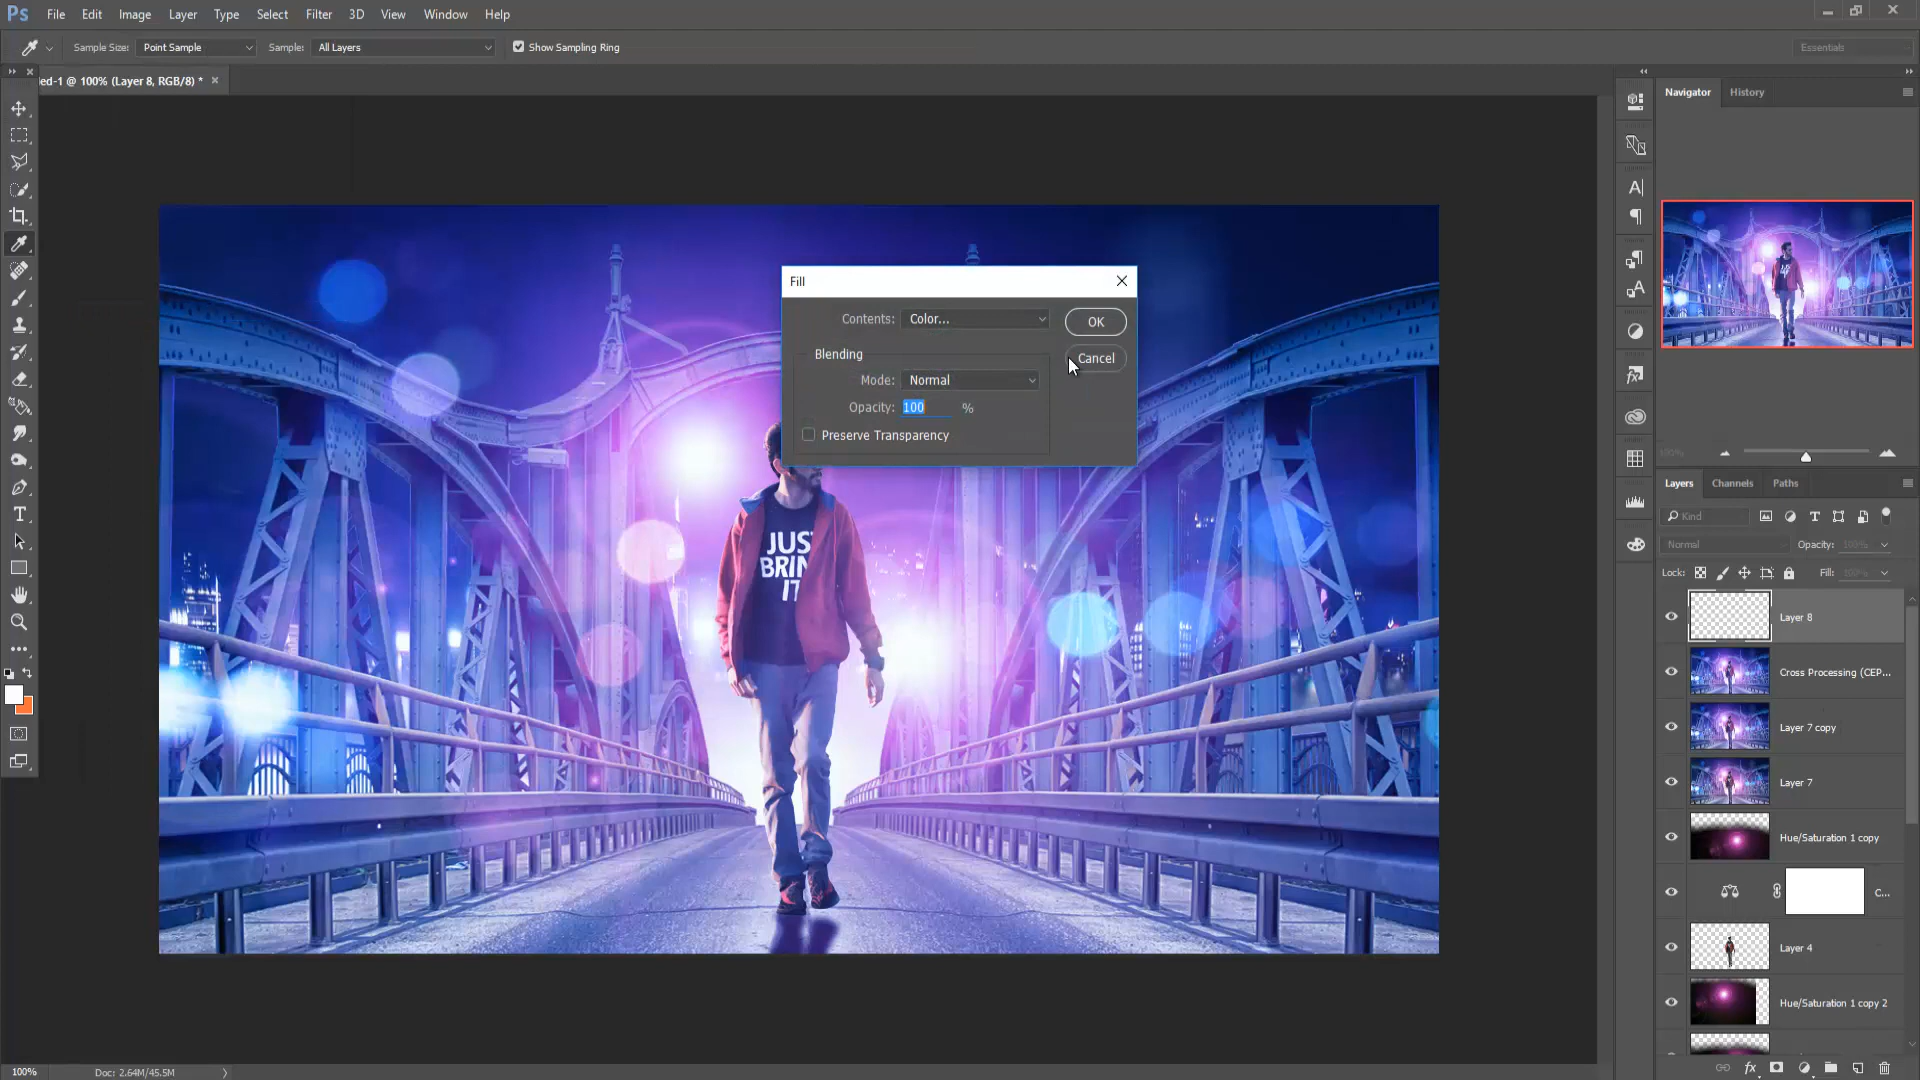 Ps File Edit Image Layer Type Select Filter 3D View Window Help
Sample Size: Point Sample Sample: All Layers Show Sampling Ring Essentials
ed-1 @ 100% (Layer 8, RGB/8) *
Navigator History
Fill
Contents: Color... OK
Blending Cancel
Mode: Normal
Opacity: 100 %
Preserve Transparency
JUST
BRING
IT
100%
Layers Channels Paths
Kind
Normal Opacity: 100%
Lock: Fill: 100%
Layer 8
Cross Processing (CEP...
Layer 7 copy
Layer 7
Hue/Saturation 1 copy
C...
Layer 4
Hue/Saturation 1 copy 2
100% Doc: 2.64M/45.5M